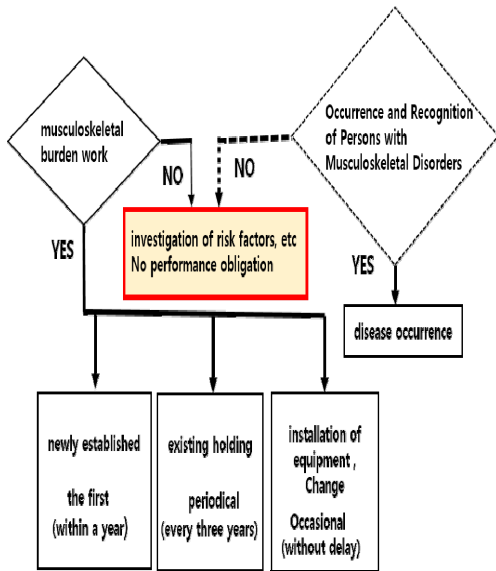 musculoskeletal
burden work
Occurrence and Recognition
of Persons with
Musculoskeletal Disorders
NO
NO
YES
investigation of risk factors, etc
No performance obligation
YES
disease occurrence
newly established
the first
(within a year)
existing holding
periodical
(every three years)
installation of
equipment ,
Change
Occasional
(without delay)